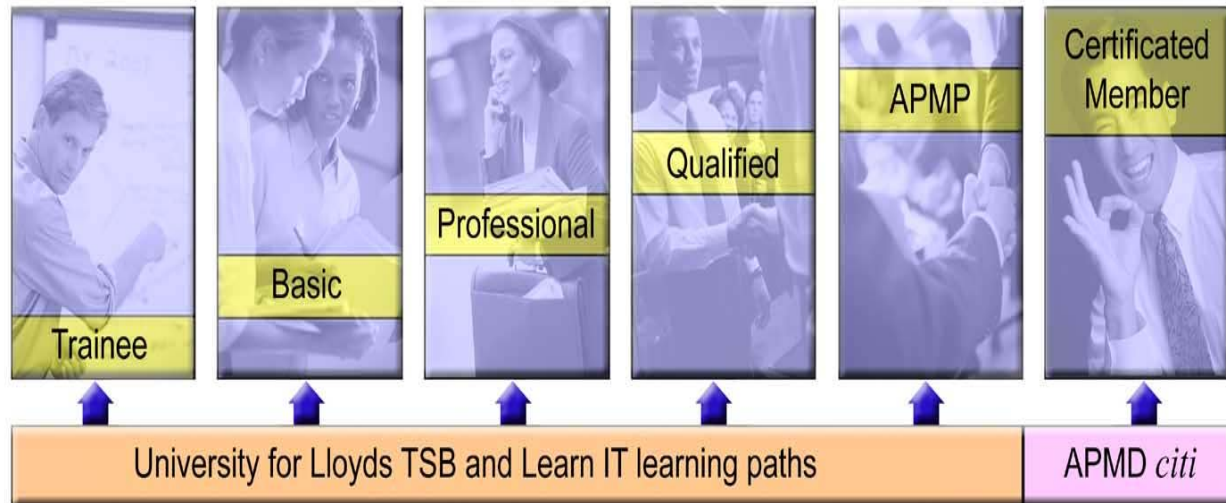 Trainee
Basic
Professional
Qualified
APMP
Certificated
Member
University for Lloyds TSB and Learn IT learning paths
APMD citi